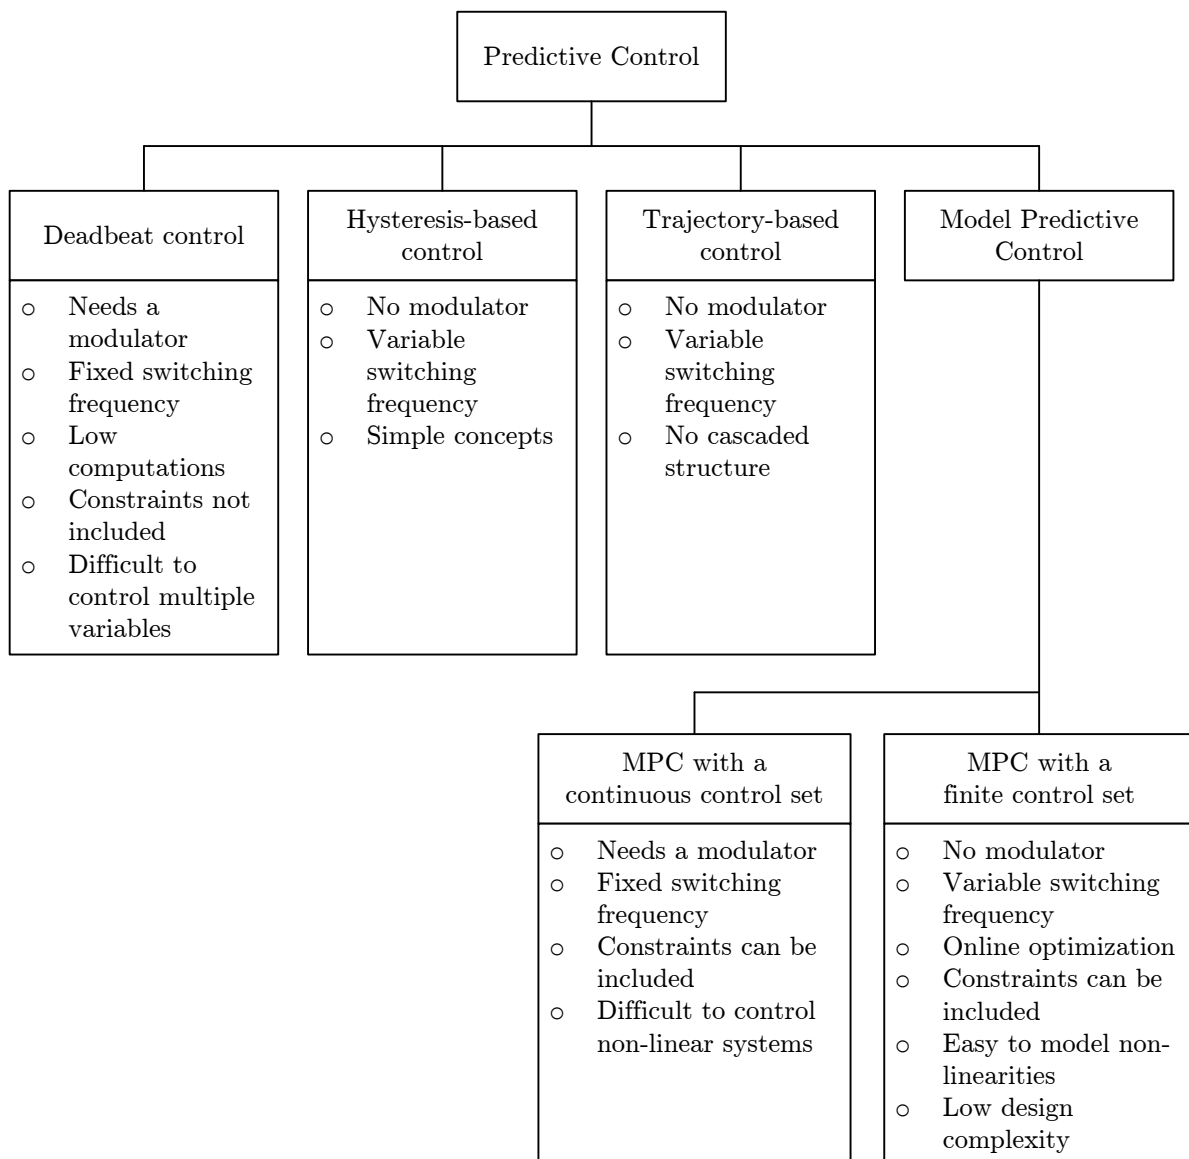 Predictive Control
Deadbeat control
○ Needs a
modulator
○ Fixed switching
frequency
○ Low
computations
○ Constraints not
included
○ Difficult to
control multiple
variables
Hysteresis-based
control
○ No modulator
○ Variable
switching
frequency
○ Simple concepts
Trajectory-based
control
○ No modulator
○ Variable
switching
frequency
○ No cascaded
structure
Model Predictive
Control
MPC with a
continuous control set
○ Needs a modulator
○ Fixed switching
frequency
○ Constraints can be
included
○ Difficult to control
non-linear systems
MPC with a
finite control set
○ No modulator
○ Variable switching
frequency
○ Online optimization
○ Constraints can be
included
○ Easy to model non-
linearities
○ Low design
complexity